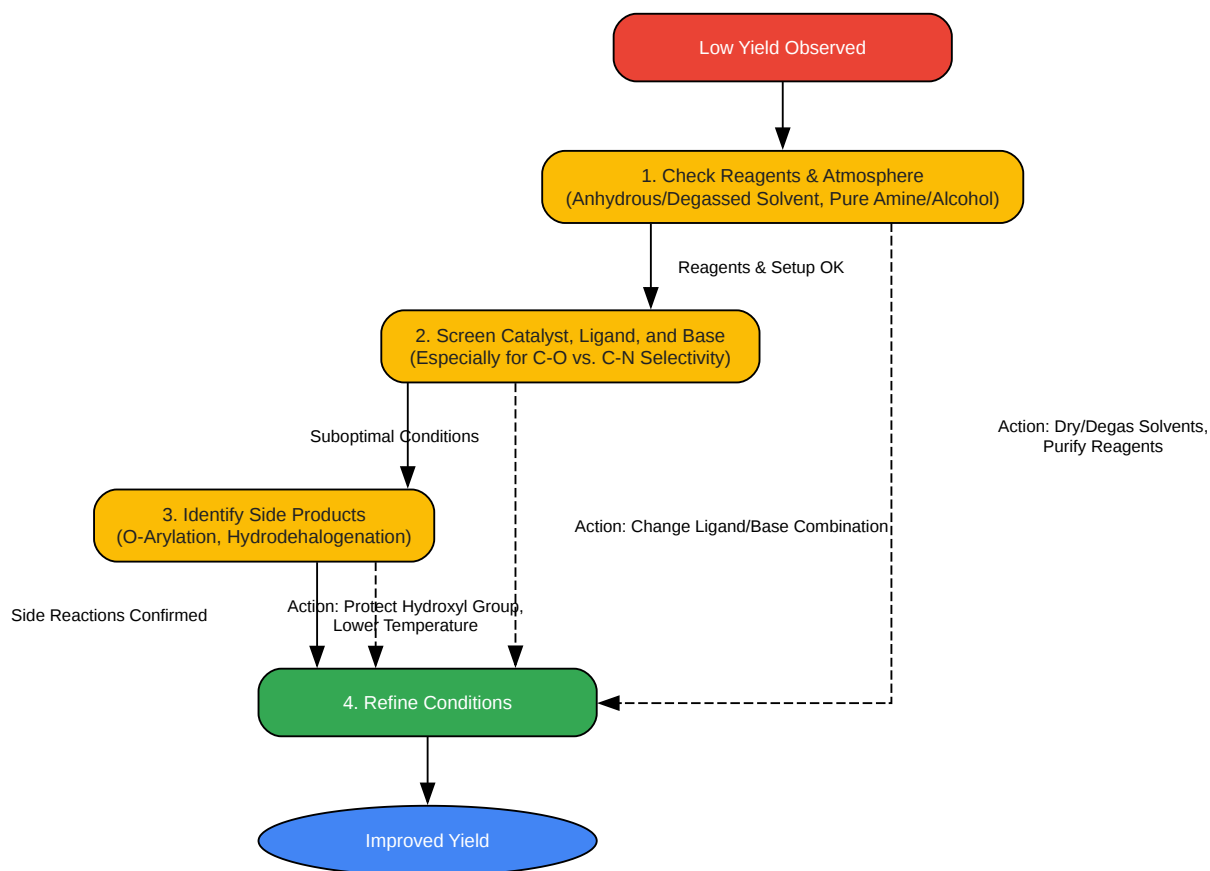 Low Yield Observed
1. Check Reagents & Atmosphere
(Anhydrous/Degassed Solvent, Pure Amine/Alcohol)
Reagents & Setup OK
2. Screen Catalyst, Ligand, and Base
(Especially for C-O vs. C-N Selectivity)
Suboptimal Conditions
Action: Dry/Degas Solvents,
Purify Reagents
3. Identify Side Products
(O-Arylation, Hydrodehalogenation)
Action: Change Ligand/Base Combination
Side Reactions Confirmed
Action: Protect Hydroxyl Group,
Lower Temperature
4. Refine Conditions
Improved Yield